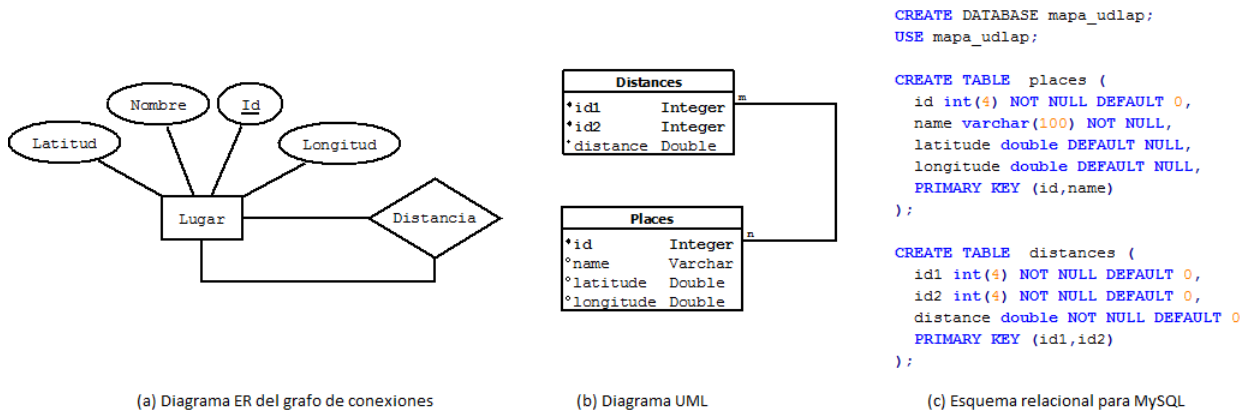 Nombre
Id
Latitud
Longitud
Lugar
Distancia
(a) Diagrama ER del grafo de conexiones
Distances
id1 Integer
id2 Integer
distance Double
m
Places
n
id Integer
name Varchar
latitude Double
longitude Double
(b) Diagrama UML
CREATE DATABASE mapa_udlap;
USE mapa_udlap;
CREATE TABLE places (
id int(4) NOT NULL DEFAULT 0,
name varchar(100) NOT NULL,
latitude double DEFAULT NULL,
longitude double DEFAULT NULL,
PRIMARY KEY (id,name)
);
CREATE TABLE distances (
id1 int(4) NOT NULL DEFAULT 0,
id2 int(4) NOT NULL DEFAULT 0,
distance double NOT NULL DEFAULT 0
PRIMARY KEY (id1,id2)
);
(c) Esquema relacional para MySQL